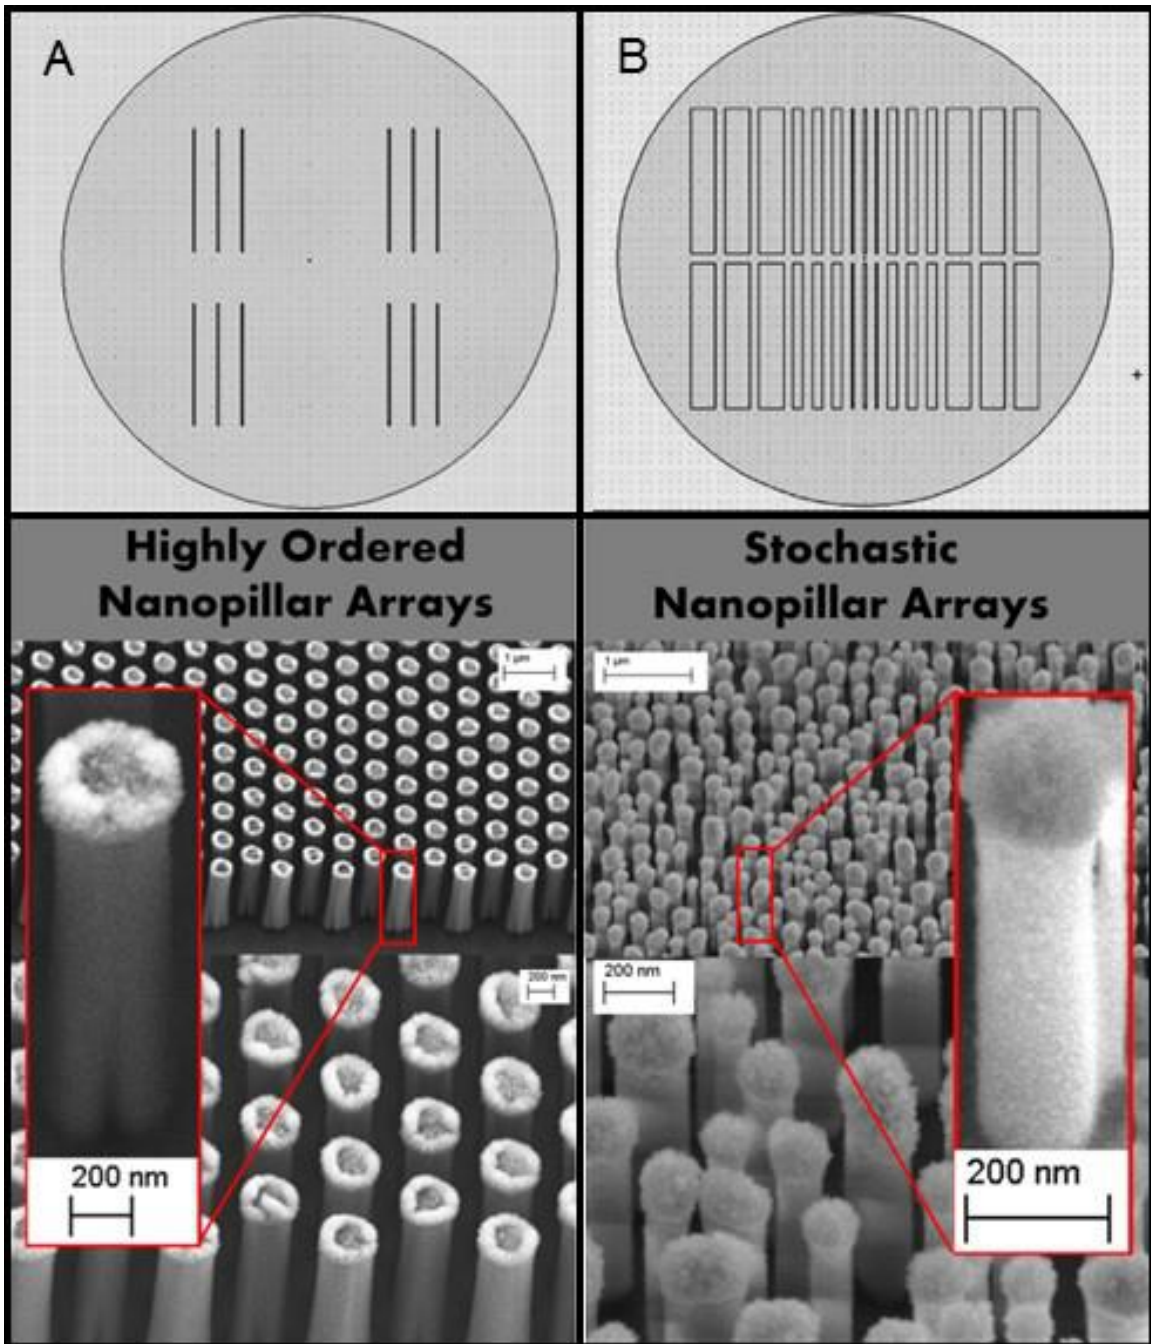 A
B
Highly Ordered
Nanopillar Arrays
Stochastic
Nanopillar Arrays
1 µm
1 µm
200 nm
200 nm
200 nm
200 nm